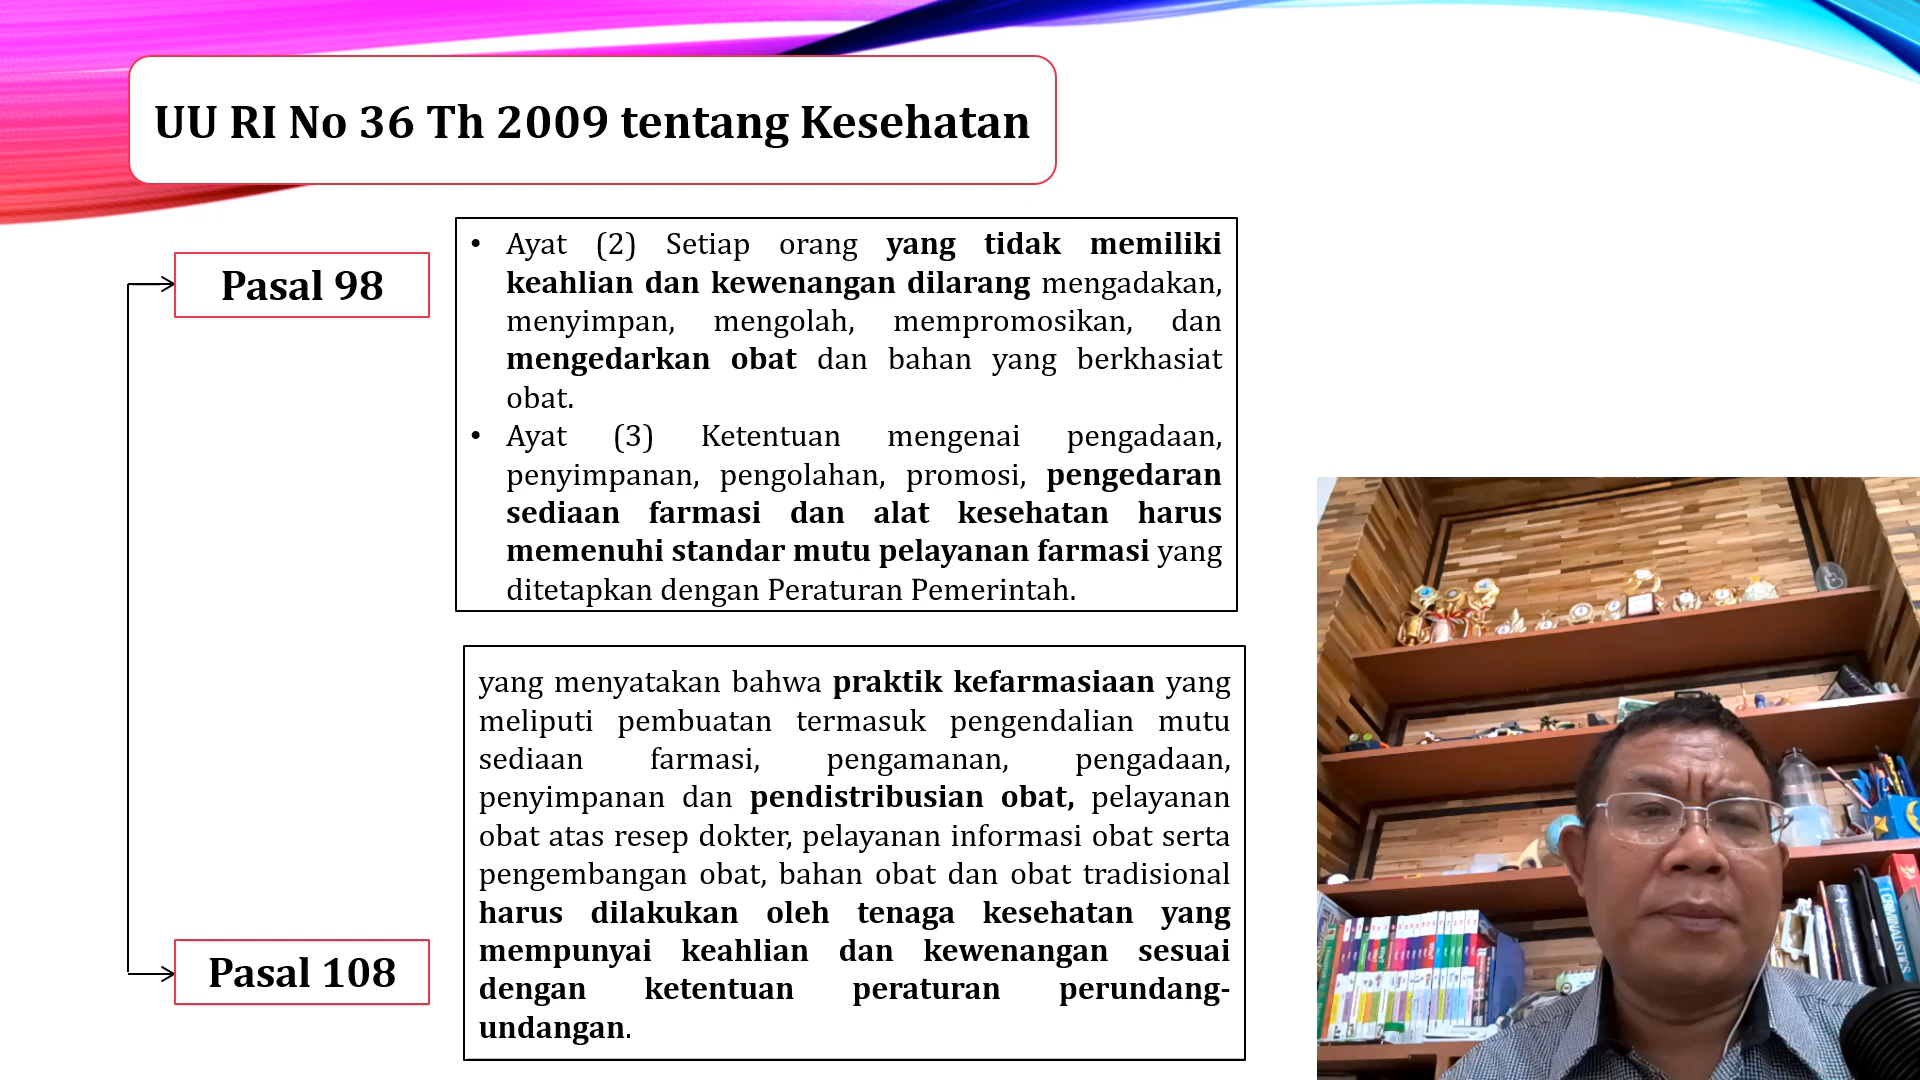 UU RI No 36 Th 2009 tentang Kesehatan
Pasal 98
• Ayat (2) Setiap orang yang tidak memiliki
keahlian dan kewenangan dilarang mengadakan,
menyimpan, mengolah, mempromosikan, dan
mengedarkan obat dan bahan yang berkhasiat
obat.
• Ayat (3) Ketentuan mengenai pengadaan,
penyimpanan, pengolahan, promosi, pengedaran
sediaan farmasi dan alat kesehatan harus
memenuhi standar mutu pelayanan farmasi yang
ditetapkan dengan Peraturan Pemerintah.
Pasal 108
yang menyatakan bahwa praktik kefarmasiaan yang
meliputi pembuatan termasuk pengendalian mutu
sediaan farmasi, pengamanan, pengadaan,
penyimpanan dan pendistribusian obat, pelayanan
obat atas resep dokter, pelayanan informasi obat serta
pengembangan obat, bahan obat dan obat tradisional
harus dilakukan oleh tenaga kesehatan yang
mempunyai keahlian dan kewenangan sesuai
dengan ketentuan peraturan perundang-
undangan.